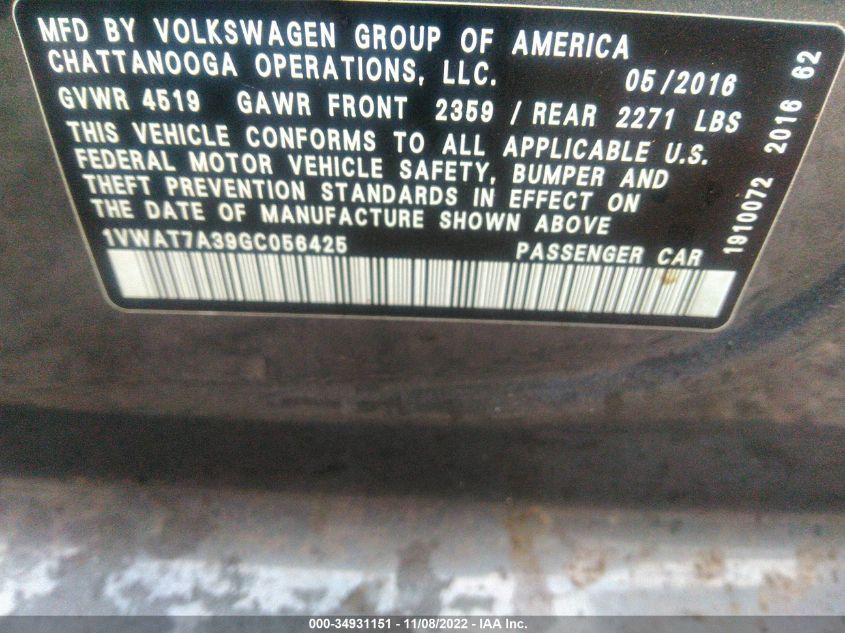 MFD BY VOLKSWAGEN GROUP OF AMERICA
CHATTANOOGA OPERATIONS, LLC. 05/2016
GVWR 4519 GAWR FRONT 2359 / REAR 2271 LBS
THIS VEHICLE CONFORMS TO ALL APPLICABLE U.S.
FEDERAL MOTOR VEHICLE SAFETY, BUMPER AND
THEFT PREVENTION STANDARDS IN EFFECT ON
THE DATE OF MANUFACTURE SHOWN ABOVE
1VWAT7A39GC056425 PASSENGER CAR
1910072 2016 62
000-34931151 - 11/08/2022 - IAA Inc.